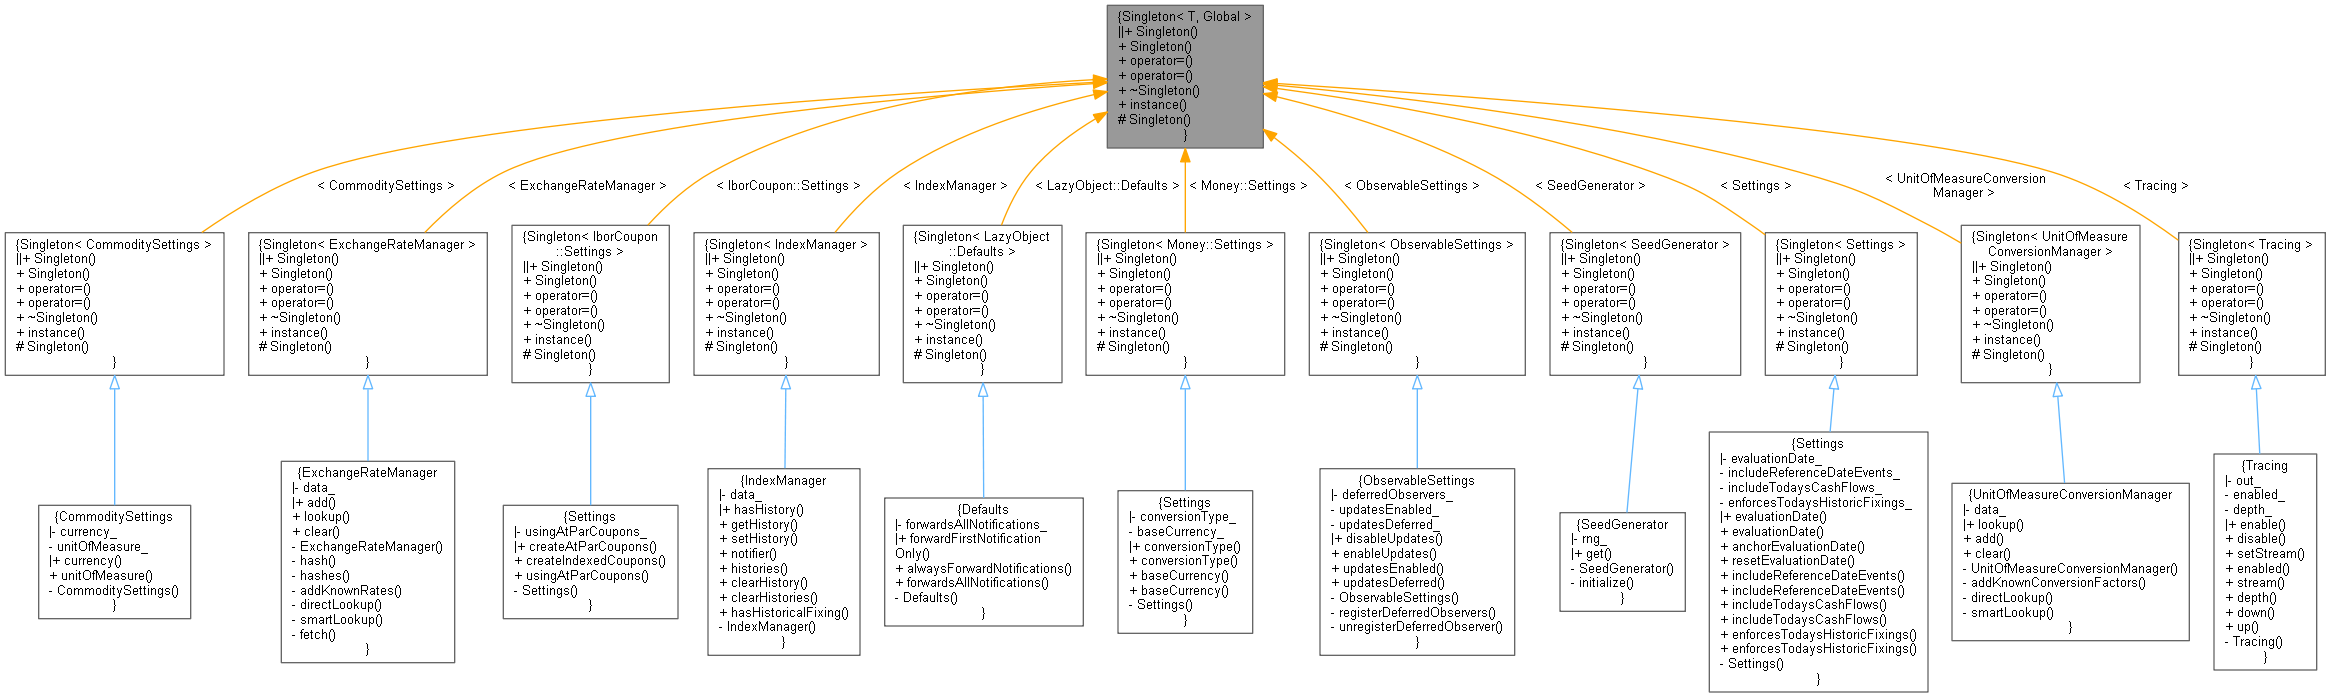 {Singleton< T, Global >
||+ Singleton()
+ Singleton()
+ operator=()
+ operator=()
+ ~Singleton()
+ instance()
# Singleton()
}
< CommoditySettings >
< ExchangeRateManager >
< IborCoupon::Settings >
< IndexManager >
< LazyObject::Defaults >
< Money::Settings >
< ObservableSettings >
< SeedGenerator >
< Settings >
< UnitOfMeasureConversion
Manager >
< Tracing >
{Singleton< CommoditySettings >
||+ Singleton()
+ Singleton()
+ operator=()
+ operator=()
+ ~Singleton()
+ instance()
# Singleton()
}
{Singleton< ExchangeRateManager >
||+ Singleton()
+ Singleton()
+ operator=()
+ operator=()
+ ~Singleton()
+ instance()
# Singleton()
}
{Singleton< IborCoupon
::Settings >
||+ Singleton()
+ Singleton()
+ operator=()
+ operator=()
+ ~Singleton()
+ instance()
# Singleton()
}
{Singleton< IndexManager >
||+ Singleton()
+ Singleton()
+ operator=()
+ operator=()
+ ~Singleton()
+ instance()
# Singleton()
}
{Singleton< LazyObject
::Defaults >
||+ Singleton()
+ Singleton()
+ operator=()
+ operator=()
+ ~Singleton()
+ instance()
# Singleton()
}
{Singleton< Money::Settings >
||+ Singleton()
+ Singleton()
+ operator=()
+ operator=()
+ ~Singleton()
+ instance()
# Singleton()
}
{Singleton< ObservableSettings >
||+ Singleton()
+ Singleton()
+ operator=()
+ operator=()
+ ~Singleton()
+ instance()
# Singleton()
}
{Singleton< SeedGenerator >
||+ Singleton()
+ Singleton()
+ operator=()
+ operator=()
+ ~Singleton()
+ instance()
# Singleton()
}
{Singleton< Settings >
||+ Singleton()
+ Singleton()
+ operator=()
+ operator=()
+ ~Singleton()
+ instance()
# Singleton()
}
{Singleton< UnitOfMeasure
ConversionManager >
||+ Singleton()
+ Singleton()
+ operator=()
+ operator=()
+ ~Singleton()
+ instance()
# Singleton()
}
{Singleton< Tracing >
||+ Singleton()
+ Singleton()
+ operator=()
+ operator=()
+ ~Singleton()
+ instance()
# Singleton()
}
{CommoditySettings
|- currency_
- unitOfMeasure_
|+ currency()
+ unitOfMeasure()
- CommoditySettings()
}
{ExchangeRateManager
|- data_
|+ add()
+ lookup()
+ clear()
- ExchangeRateManager()
- hash()
- hashes()
- addKnownRates()
- directLookup()
- smartLookup()
- fetch()
}
{Settings
|- usingAtParCoupons_
|+ createAtParCoupons()
+ createIndexedCoupons()
+ usingAtParCoupons()
- Settings()
}
{IndexManager
|- data_
|+ hasHistory()
+ getHistory()
+ setHistory()
+ notifier()
+ histories()
+ clearHistory()
+ clearHistories()
+ hasHistoricalFixing()
- IndexManager()
}
{Defaults
|- forwardsAllNotifications_
|+ forwardFirstNotification
Only()
+ alwaysForwardNotifications()
+ forwardsAllNotifications()
- Defaults()
}
{Settings
|- conversionType_
- baseCurrency_
|+ conversionType()
+ conversionType()
+ baseCurrency()
+ baseCurrency()
- Settings()
}
{ObservableSettings
|- deferredObservers_
- updatesEnabled_
- updatesDeferred_
|+ disableUpdates()
+ enableUpdates()
+ updatesEnabled()
+ updatesDeferred()
- ObservableSettings()
- registerDeferredObservers()
- unregisterDeferredObserver()
}
{SeedGenerator
|- rng_
|+ get()
- SeedGenerator()
- initialize()
}
{Settings
|- evaluationDate_
- includeReferenceDateEvents_
- includeTodaysCashFlows_
- enforcesTodaysHistoricFixings_
|+ evaluationDate()
+ evaluationDate()
+ anchorEvaluationDate()
+ resetEvaluationDate()
+ includeReferenceDateEvents()
+ includeReferenceDateEvents()
+ includeTodaysCashFlows()
+ includeTodaysCashFlows()
+ enforcesTodaysHistoricFixings()
+ enforcesTodaysHistoricFixings()
- Settings()
}
{UnitOfMeasureConversionManager
|- data_
|+ lookup()
+ add()
+ clear()
- UnitOfMeasureConversionManager()
- addKnownConversionFactors()
- directLookup()
- smartLookup()
}
{Tracing
|- out_
- enabled_
- depth_
|+ enable()
+ disable()
+ setStream()
+ enabled()
+ stream()
+ depth()
+ down()
+ up()
- Tracing()
}